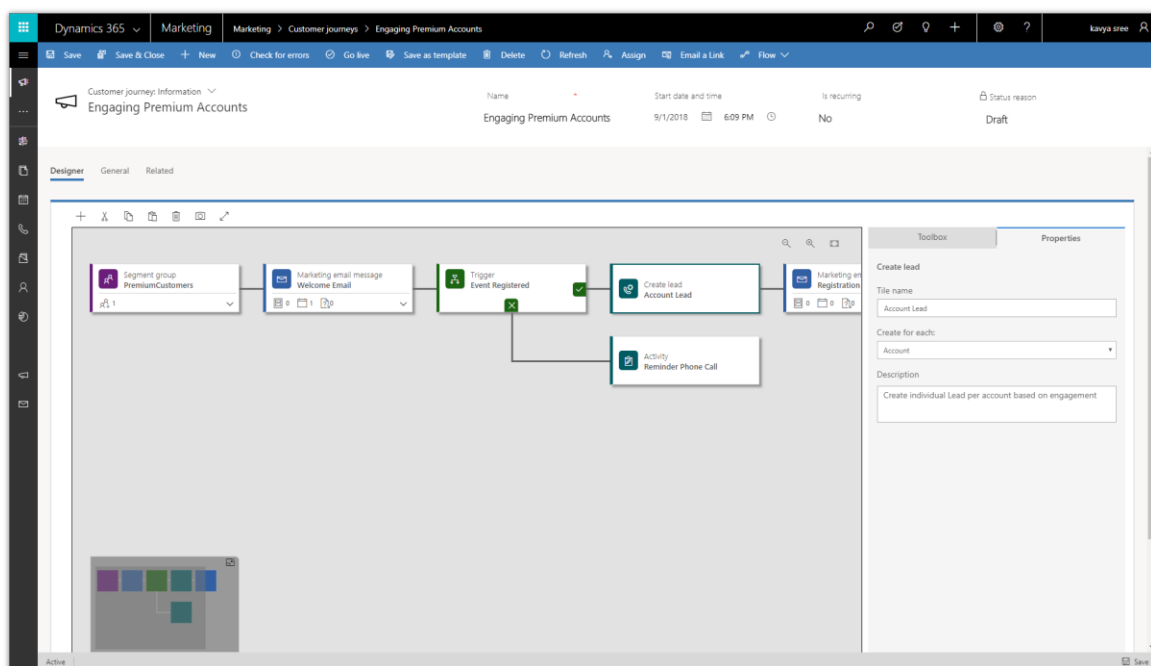 Dynamics 365 Marketing Marketing > Customer journeys > Engaging Premium Accounts kavya sree
Save Save & Close + New Check for errors Go live Save as template Delete Refresh Assign Email a Link Flow
Customer journey: Information
Engaging Premium Accounts
Name *
Engaging Premium Accounts
Start date and time
9/1/2018 6:09 PM
Is recurring
No
Status reason
Draft
Designer General Related
Segment group
PremiumCustomers
1
Marketing email message
Welcome Email
0 1 0
Trigger
Event Registered
Create lead
Account Lead
Marketing en
Registration
0 0 0
Activity
Reminder Phone Call
Toolbox Properties
Create lead
Tile name
Account Lead
Create for each:
Account
Description
Create individual Lead per account based on engagement
Active Save